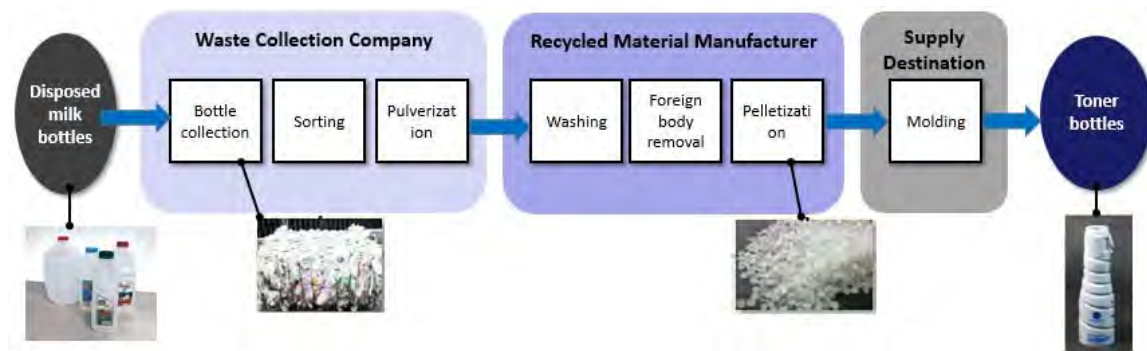 Waste Collection Company
Recycled Material Manufacturer
Supply
Destination
Disposed
milk
bottles
Bottle
collection
Sorting
Pulverizat
ion
Washing
Foreign
body
removal
Pelletizati
on
Molding
Toner
bottles